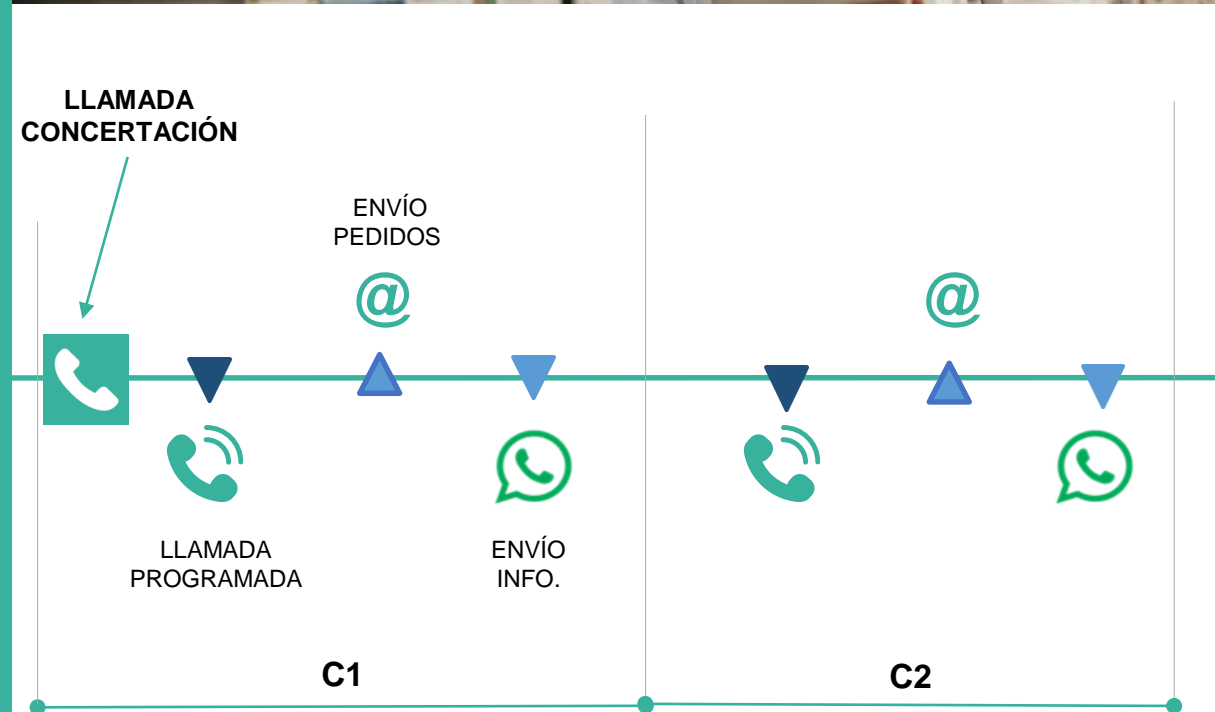 LLAMADA
CONCERTACIÓN
ENVÍO
PEDIDOS
@
@
LLAMADA
PROGRAMADA
ENVÍO
INFO.
C1
C2